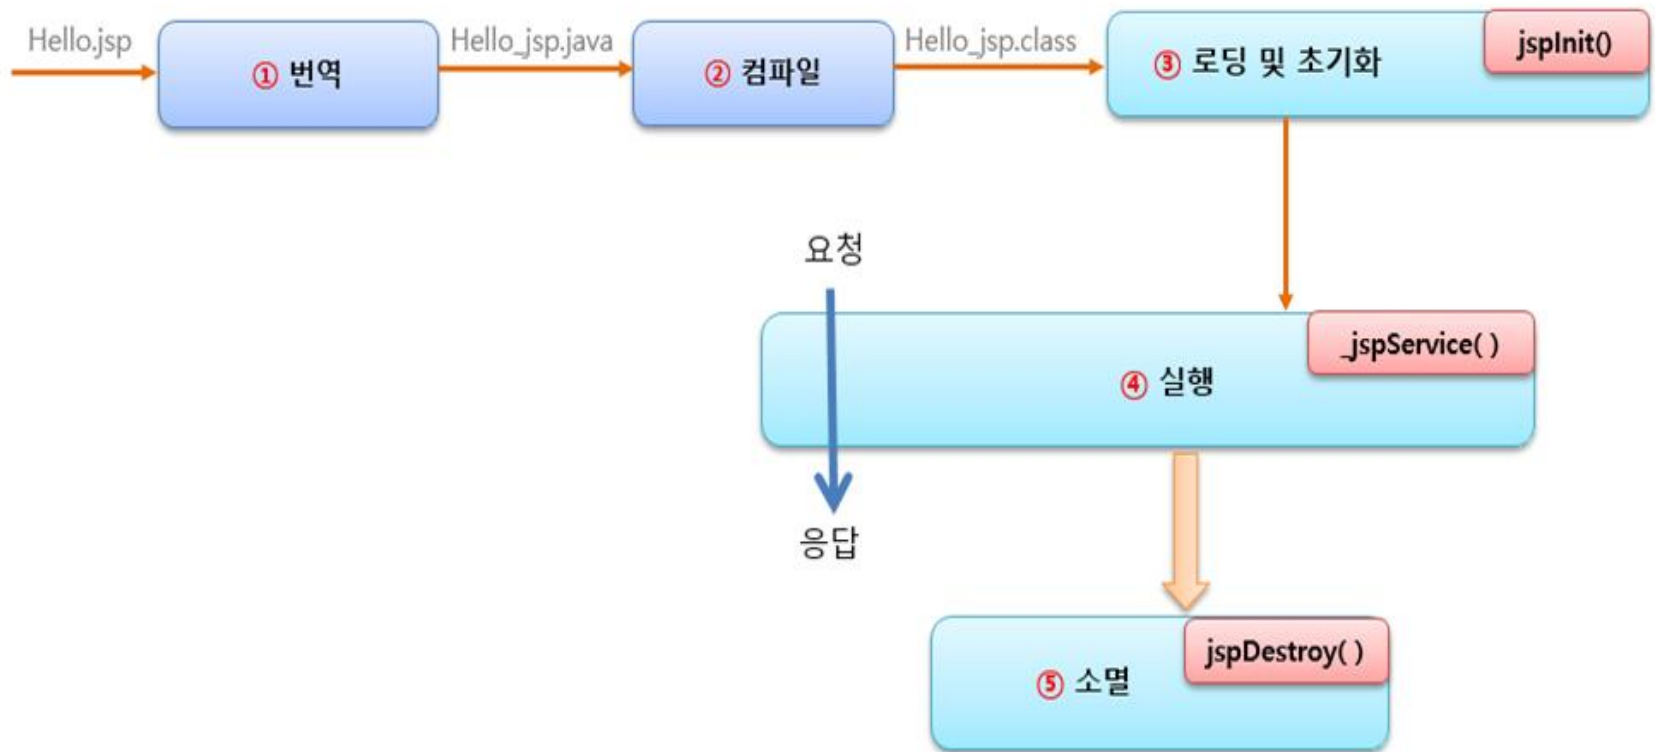 Hello.jsp
① 번역
Hello_jsp.java
② 컴파일
Hello_jsp.class
③ 로딩 및 초기화
jspInit()
요청
_jspService( )
④ 실행
응답
jspDestroy( )
⑤ 소멸